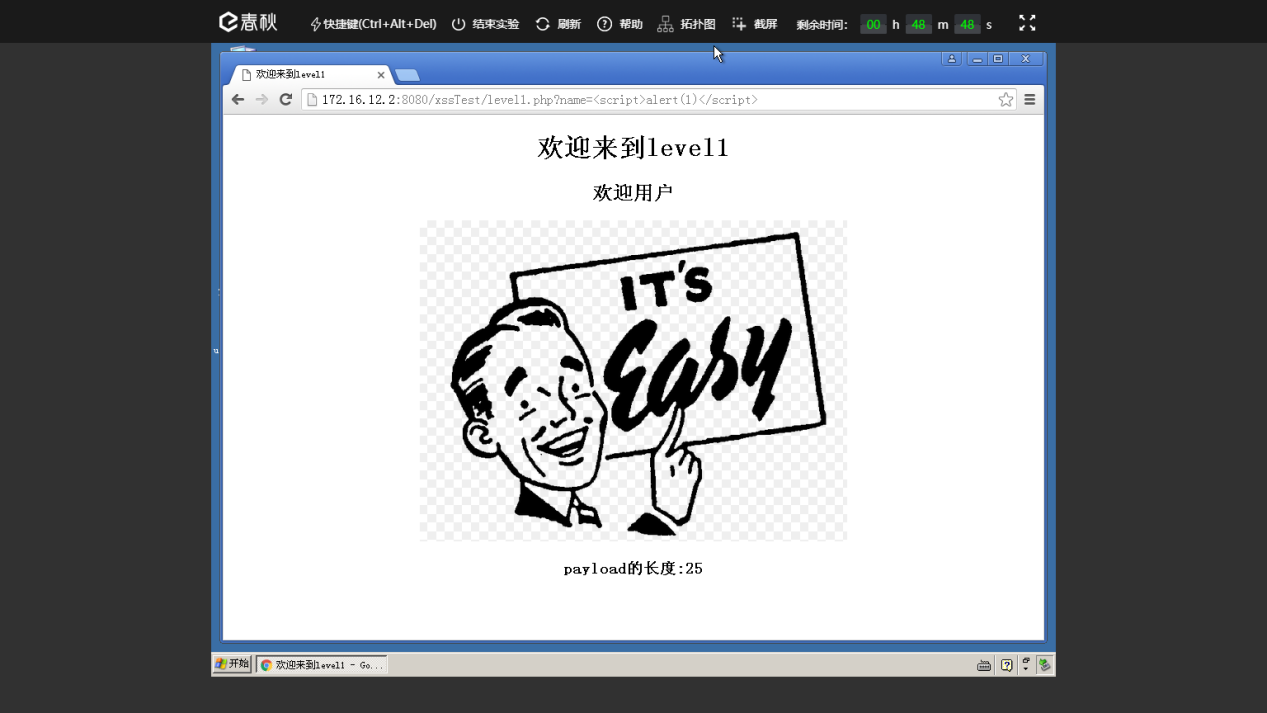 e春秋 快捷键(Ctrl+Alt+Del) 结束实验 刷新 帮助 拓扑图 截屏 剩余时间: 00 h 48 m 48 s
欢迎来到level1
172.16.12.2:8080/xssTest/level1.php?name=<script>alert(1)</script>
欢迎来到level1
欢迎用户
IT'S
Easy
payload的长度:25
开始 欢迎来到level1 - Go...